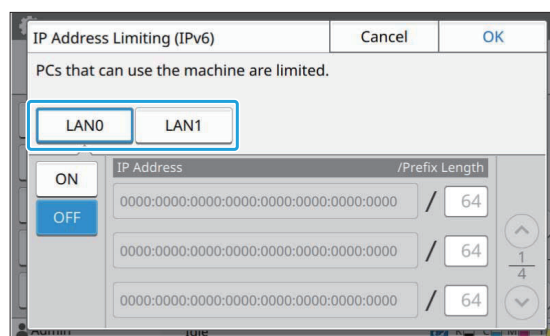 IP Address Limiting (IPv6) Cancel OK
PCs that can use the machine are limited.
LAN0 LAN1
IP Address /Prefix Length
ON
OFF
0000:0000:0000:0000:0000:0000:0000:0000 / 64
0000:0000:0000:0000:0000:0000:0000:0000 / 64
1
4
0000:0000:0000:0000:0000:0000:0000:0000 / 64
Admin Idle